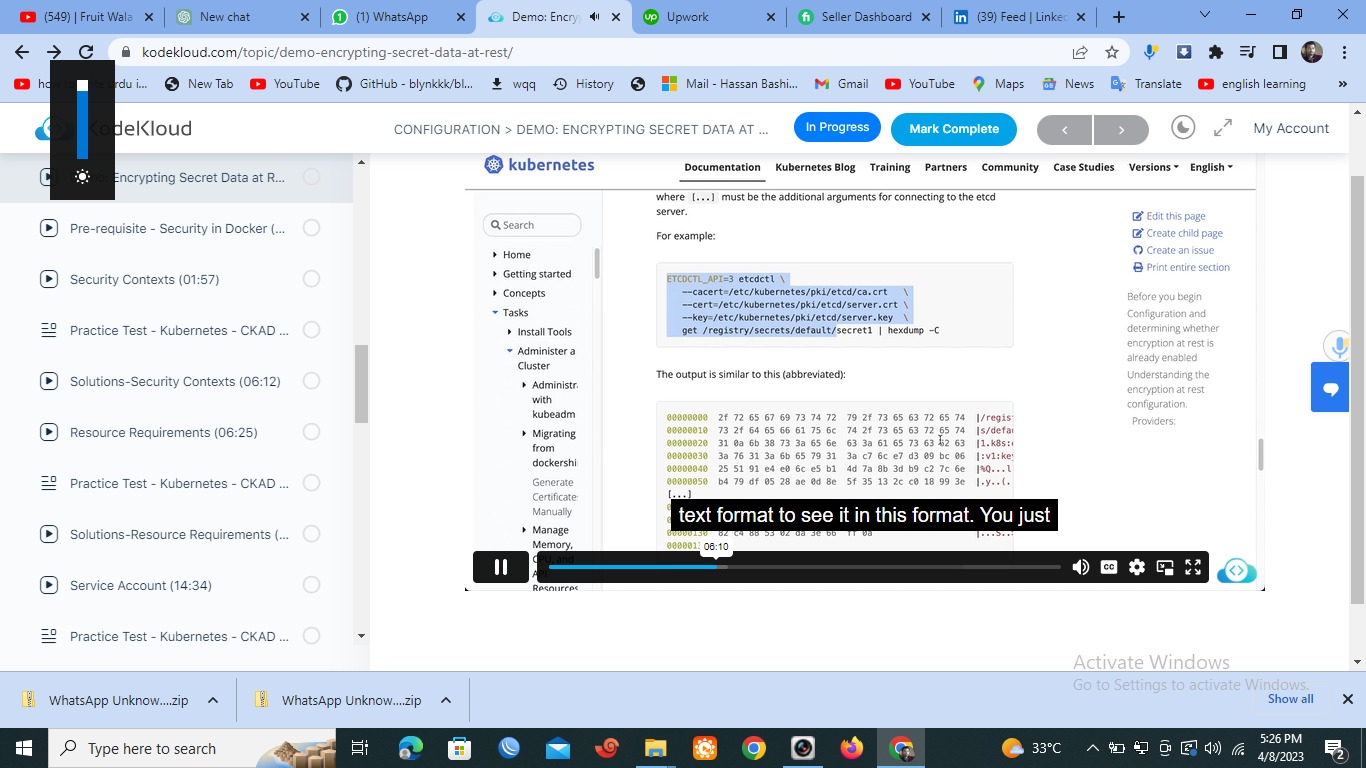 (549) Fruit Wala
New chat
(1) WhatsApp
Demo: Encry
Upwork
Seller Dashboard
(39) Feed | Linke
kodekloud.com/topic/demo-encrypting-secret-data-at-rest/
urdu i...
New Tab
YouTube
GitHub - blynkkk/bl...
wqq
History
Mail - Hassan Bashi...
Gmail
YouTube
Maps
News
Translate
english learning
KodeKloud
CONFIGURATION > DEMO: ENCRYPTING SECRET DATA AT ...
In Progress
Mark Complete
My Account
Encrypting Secret Data at R...
Pre-requisite - Security in Docker (...
Security Contexts (01:57)
Practice Test - Kubernetes - CKAD ...
Solutions-Security Contexts (06:12)
Resource Requirements (06:25)
Practice Test - Kubernetes - CKAD ...
Solutions-Resource Requirements (...
Service Account (14:34)
Practice Test - Kubernetes - CKAD ...
kubernetes
Documentation
Kubernetes Blog
Training
Partners
Community
Case Studies
Versions
English
Search
Home
Getting started
Concepts
Tasks
Install Tools
Administer a
Cluster
Administr
with
kubeadm
Migrating
from
dockershi
Generate
Certificate
Manually
Manage
Memory,
Resources
where [...] must be the additional arguments for connecting to the etcd
server.
For example:
ETCDCTL_API=3 etcdctl \
--cacert=/etc/kubernetes/pki/etcd/ca.crt \
--cert=/etc/kubernetes/pki/etcd/server.crt \
--key=/etc/kubernetes/pki/etcd/server.key \
get /registry/secrets/default/secret1 | hexdump -C
The output is similar to this (abbreviated):
00000000 2f 72 65 67 69 73 74 72 79 2f 73 65 63 72 65 74 |/regist
00000010 73 2f 64 65 66 61 75 6c 74 2f 73 65 63 72 65 74 |s/defau
00000020 31 0a 6b 38 73 3a 65 6e 63 3a 61 65 73 63 62 63 |1.k8s:e
00000030 3a 76 31 3a 6b 65 79 31 3a c7 6c e7 d3 09 bc 06 |:v1:key
00000040 25 51 91 e4 e0 6c e5 b1 4d 7a 8b 3d b9 c2 7c 6e |%Q...l
00000050 b4 79 df 05 28 ae 0d 8e 5f 35 13 2c c0 18 99 3e |.y..(.
[...]
00000130 82 c4 88 53 02 da 3e 66 ff 0a |...S.
text format to see it in this format. You just
06:10
Edit this page
Create child page
Create an issue
Print entire section
Before you begin
Configuration and
determining whether
encryption at rest is
already enabled
Understanding the
encryption at rest
configuration.
Providers:
CC
Activate Windows
Go to Settings to activate Windows.
WhatsApp Unknow....zip
WhatsApp Unknow....zip
Show all
Type here to search
33°C
5:26 PM
4/8/2023
2